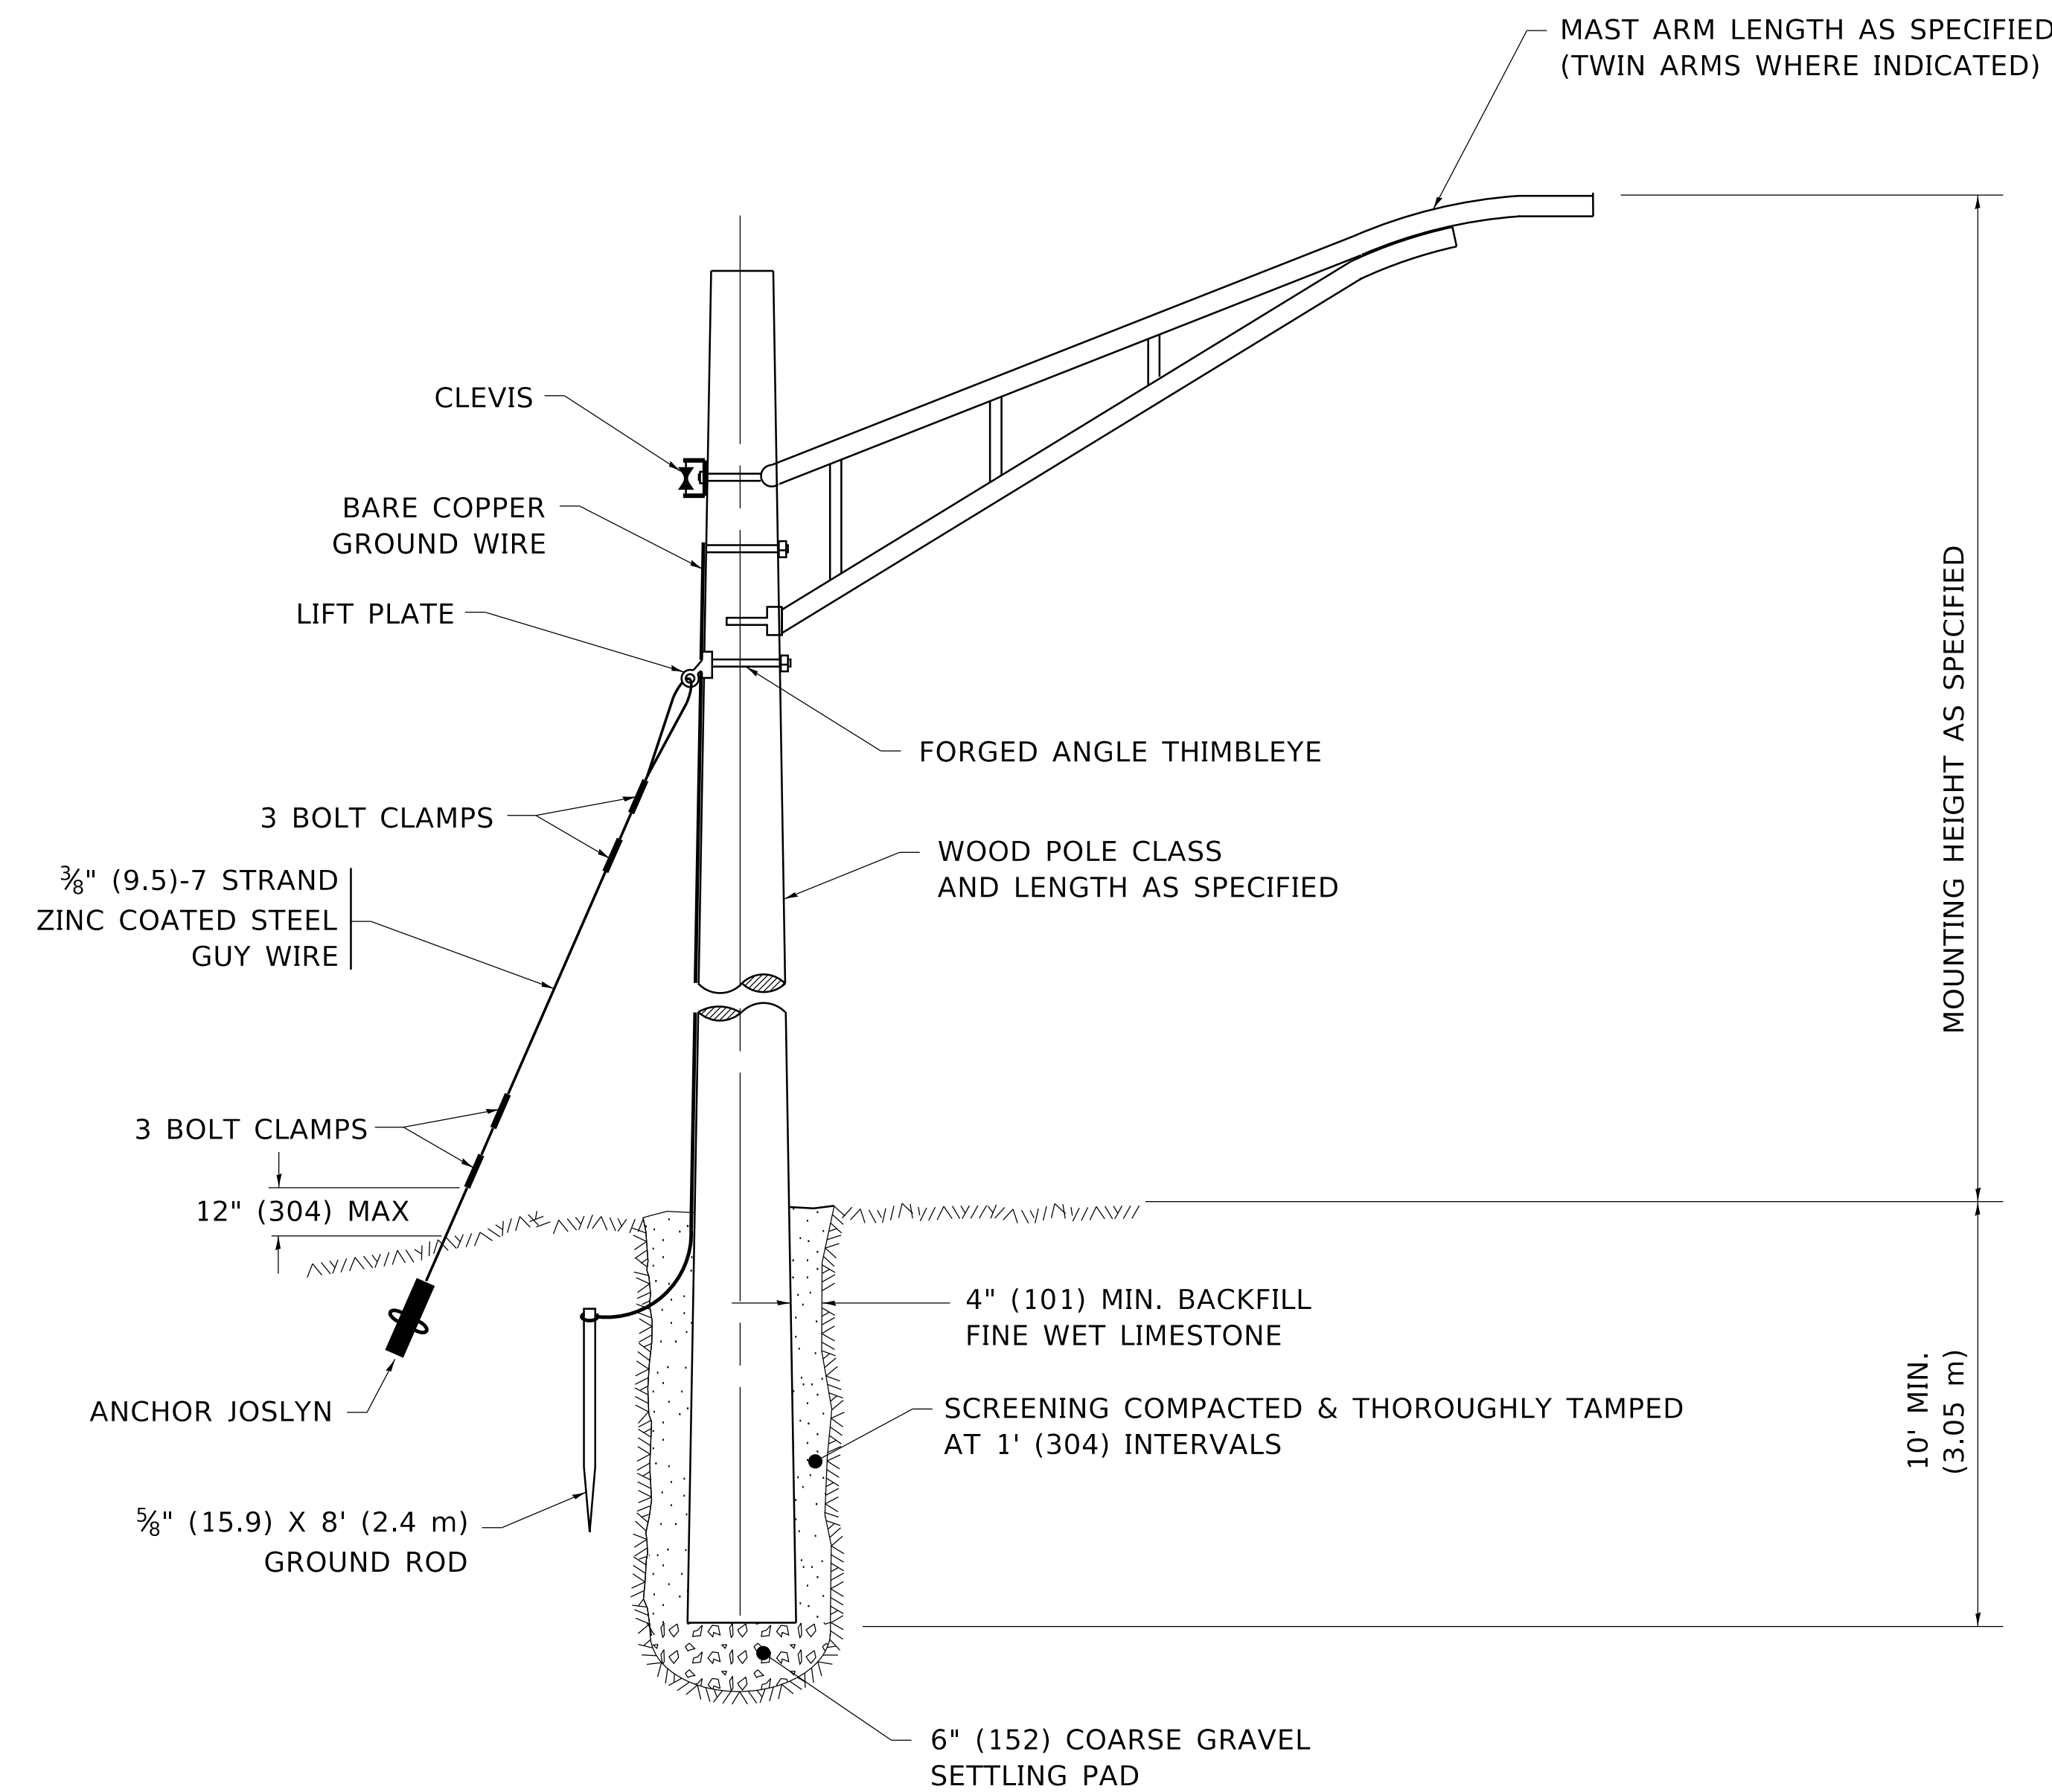 MAST ARM LENGTH AS SPECIFIED
(TWIN ARMS WHERE INDICATED)
CLEVIS
BARE COPPER
GROUND WIRE
LIFT PLATE
FORGED ANGLE THIMBLEYE
3 BOLT CLAMPS
WOOD POLE CLASS
AND LENGTH AS SPECIFIED
⅜" (9.5)-7 STRAND
ZINC COATED STEEL
GUY WIRE
MOUNTING HEIGHT AS SPECIFIED
3 BOLT CLAMPS
12" (304) MAX
4" (101) MIN. BACKFILL
FINE WET LIMESTONE
ANCHOR JOSLYN
SCREENING COMPACTED & THOROUGHLY TAMPED
AT 1' (304) INTERVALS
10' MIN.
(3.05 m)
⅝" (15.9) X 8' (2.4 m)
GROUND ROD
6" (152) COARSE GRAVEL
SETTLING PAD